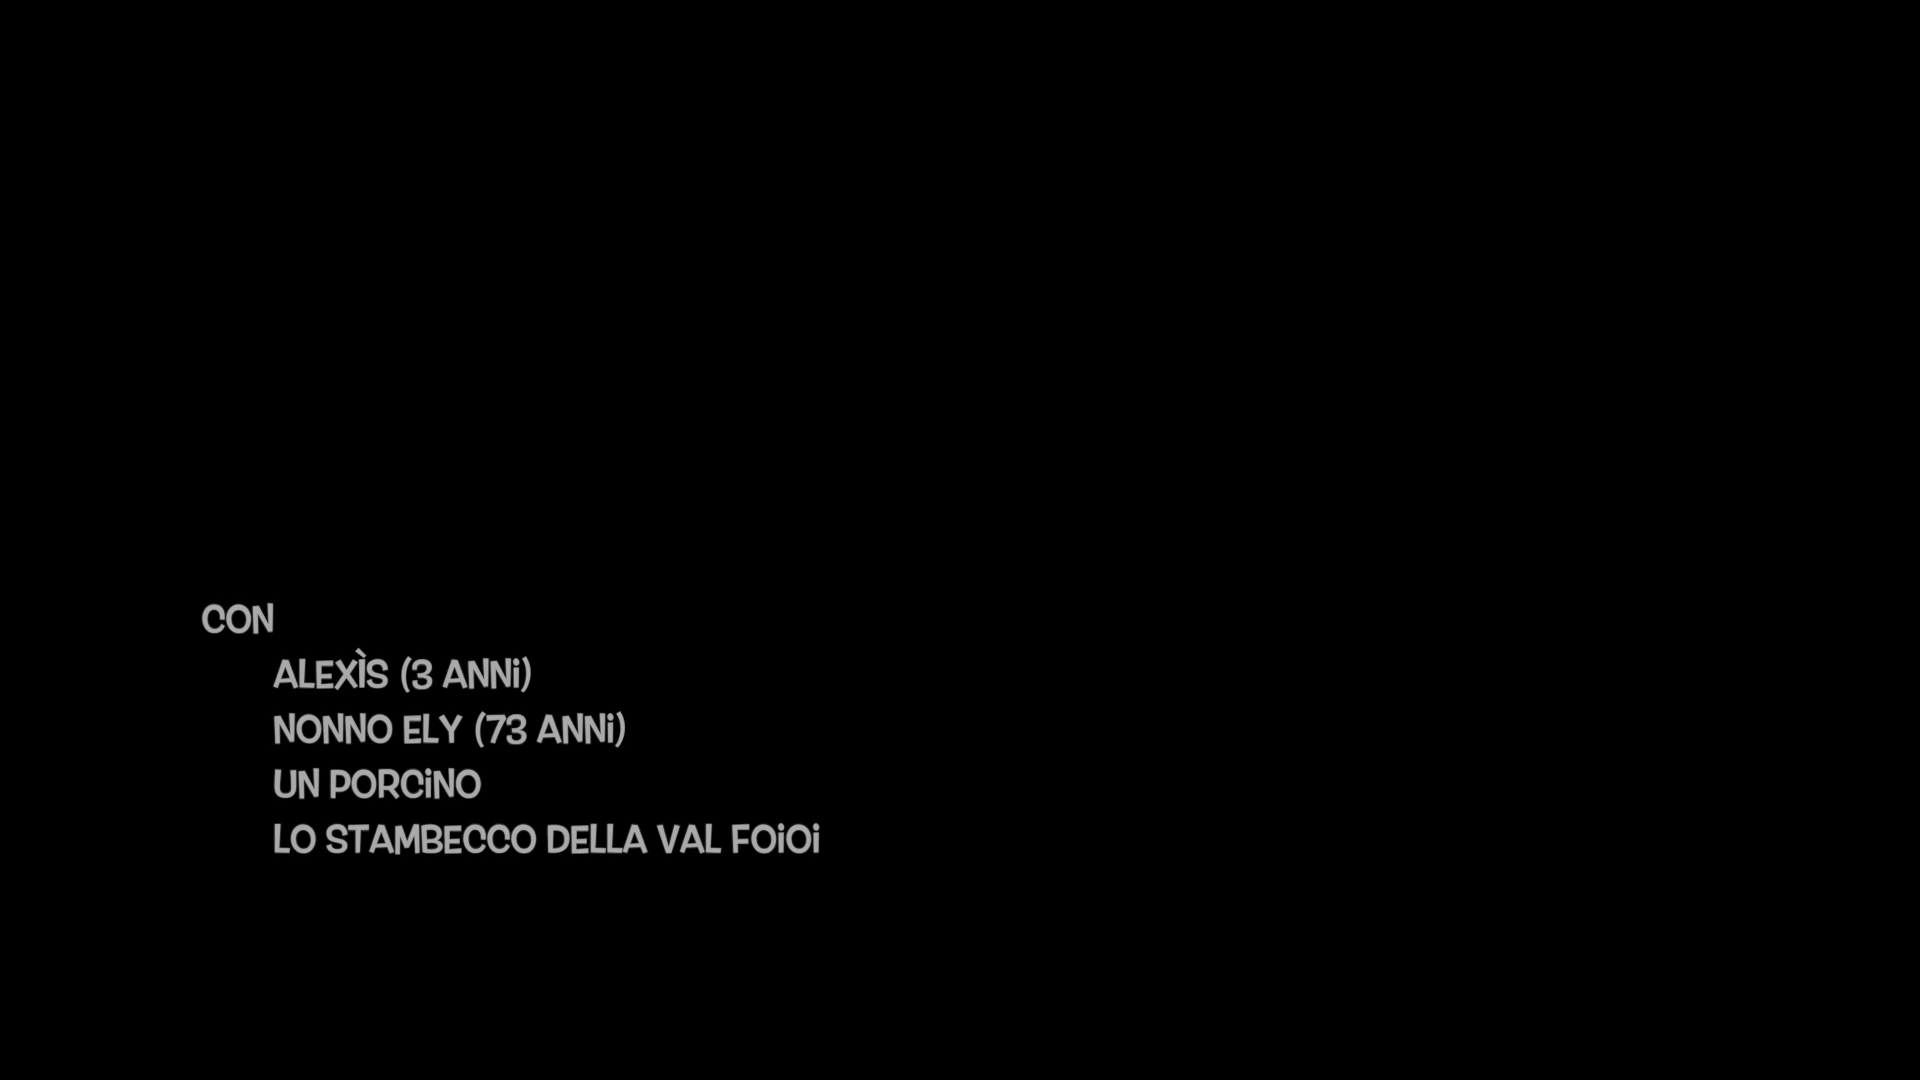 CON
ALEXÌS (3 ANNi)
NONNO ELY (73 ANNi)
UN PORCiNO
LO STAMBECCO DELLA VAL FOiOi